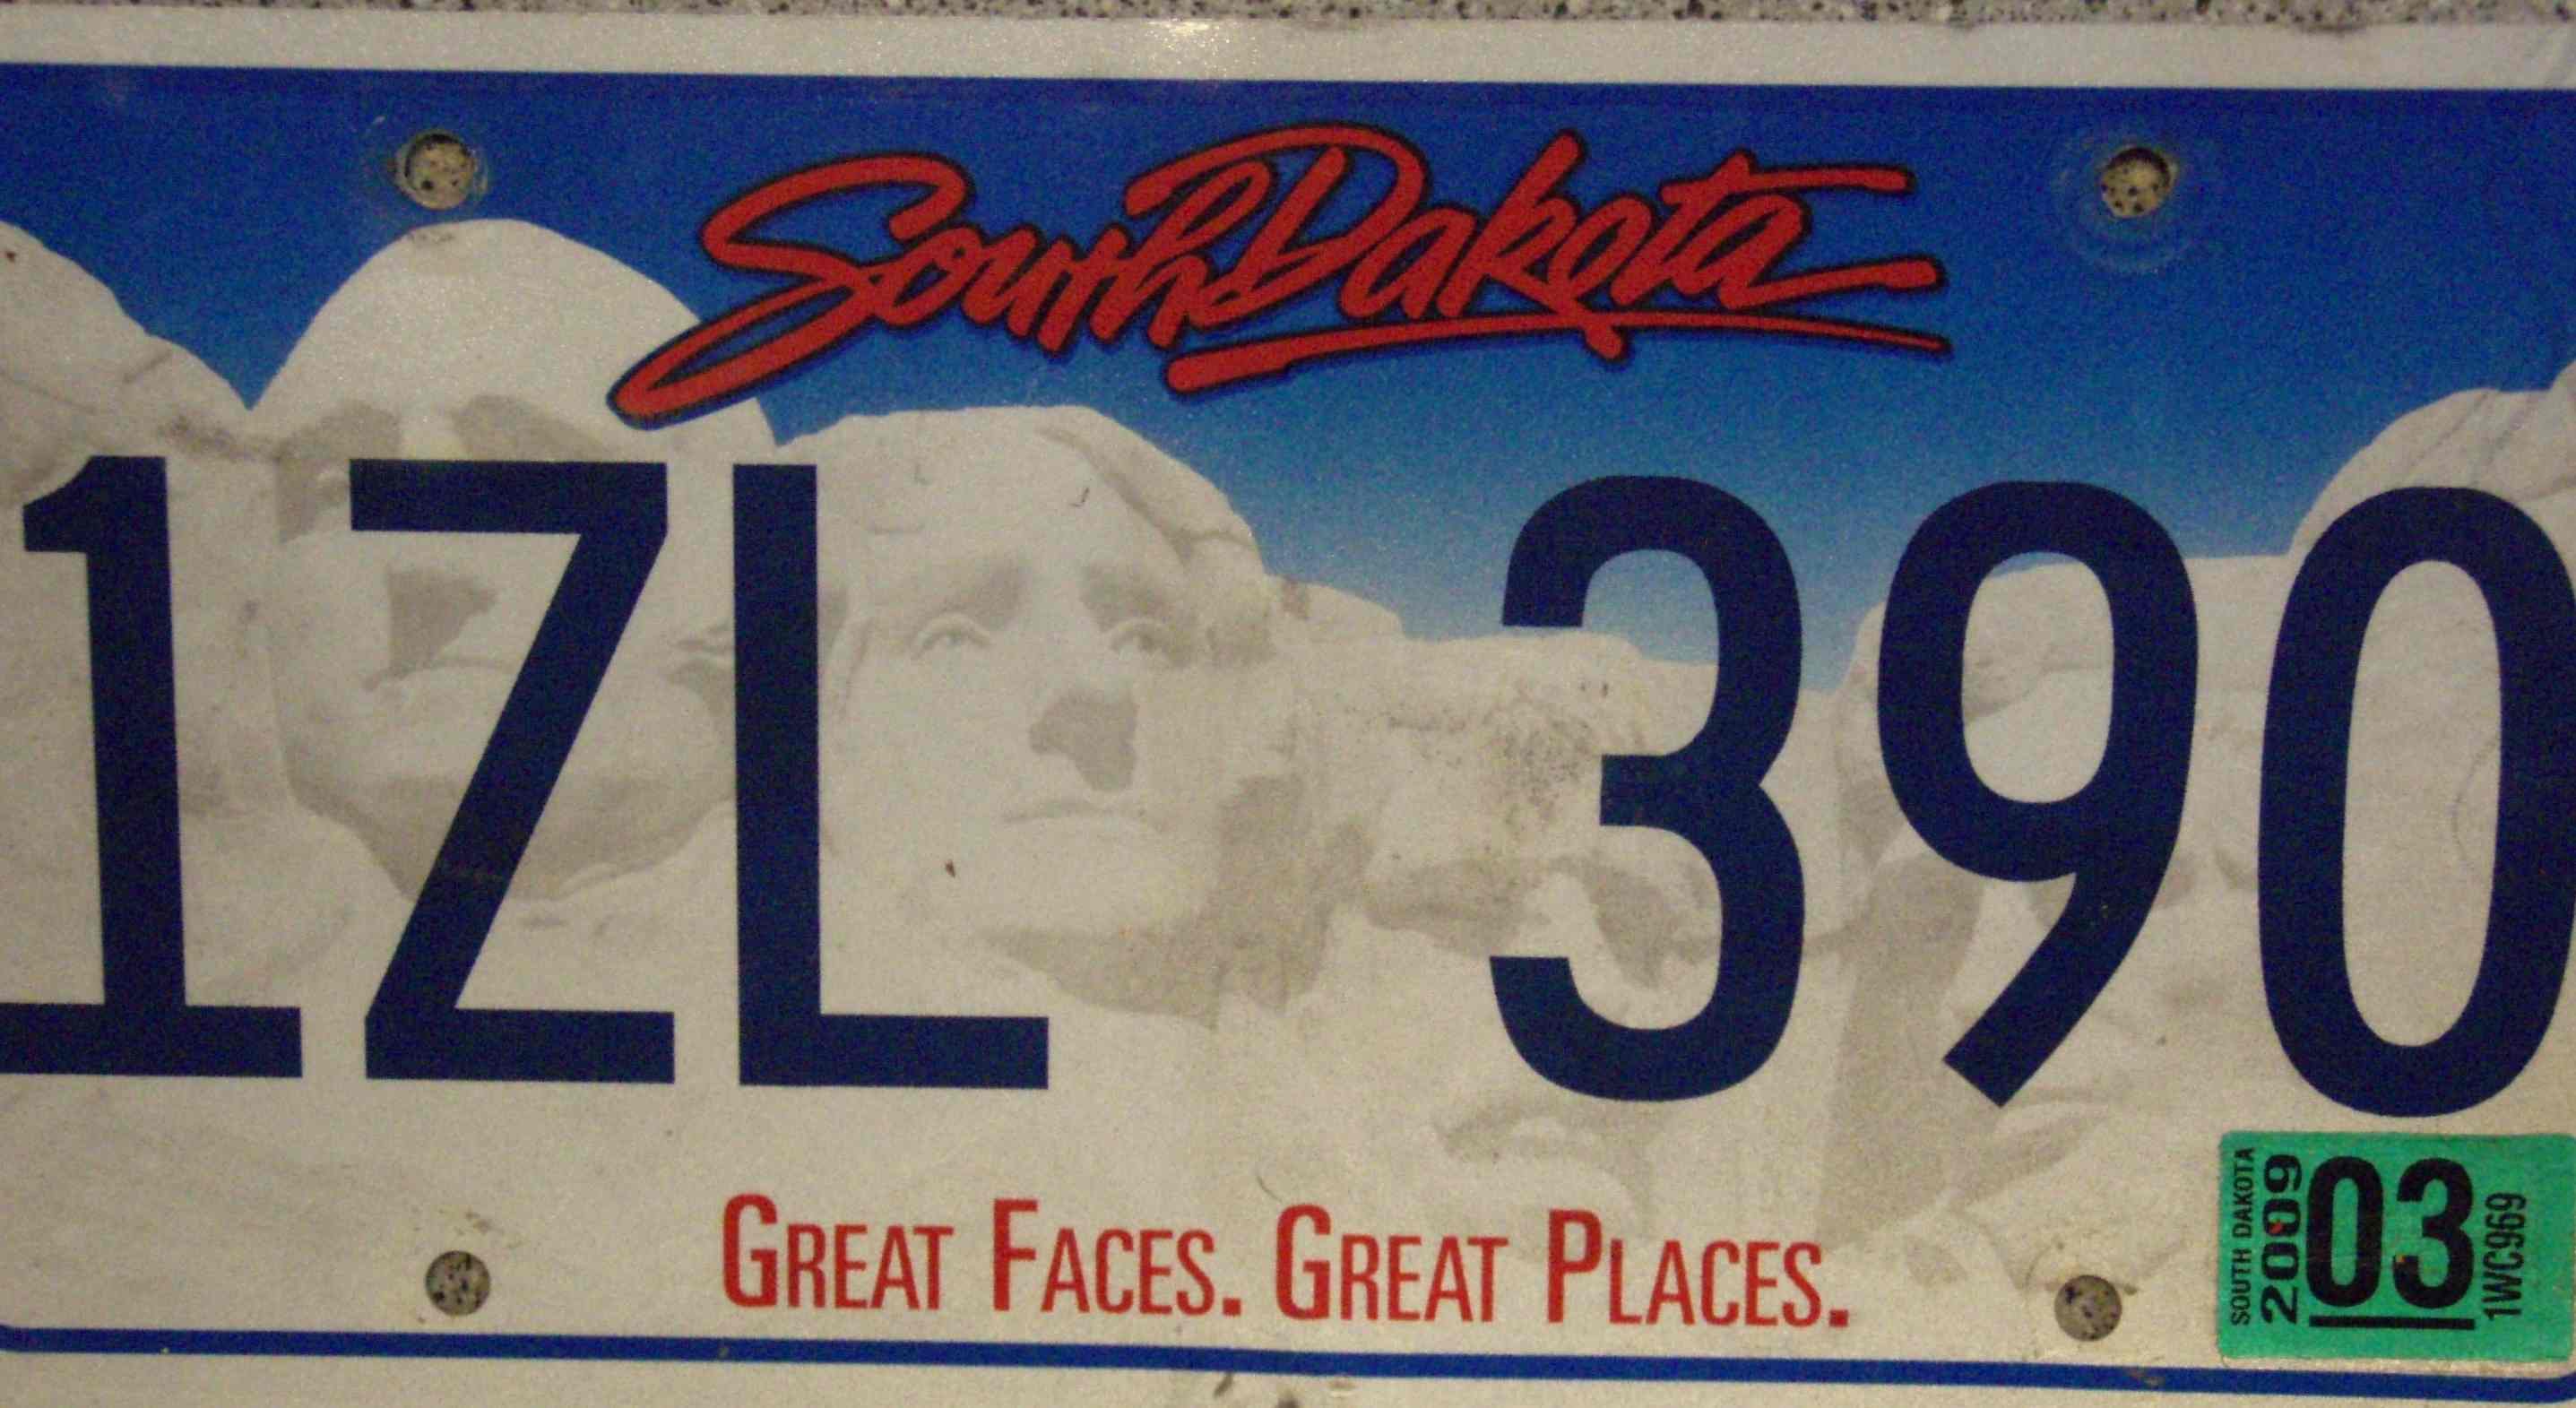 South Dakota
1ZL 390
GREAT FACES. GREAT PLACES.
SOUTH DAKOTA
2009
03
1WC969